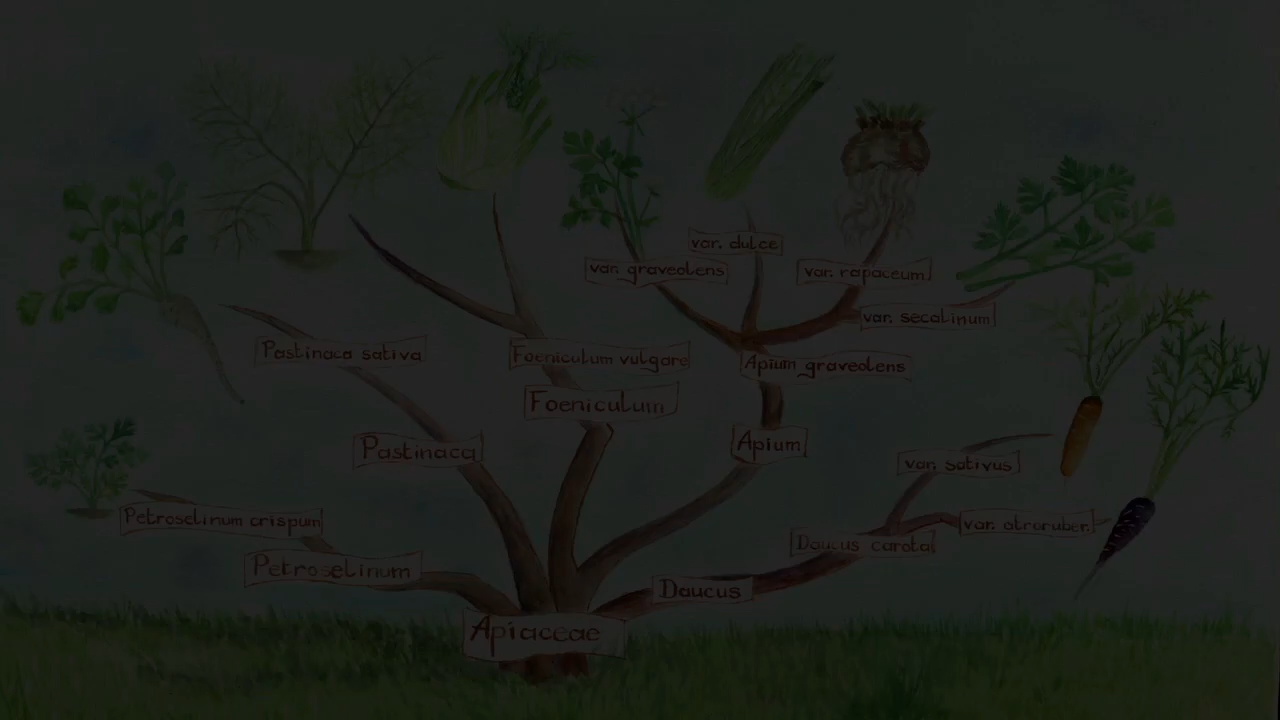 var. dulce
var. graveolens
var. rapaceum
var. secalinum
Pastinaca sativa
Foeniculum vulgare
Apium graveolens
Foeniculum
Pastinaca
Apium
var. sativus
Petroselinum crispum
var. atroruber.
Daucus carota
Petroselinum
Daucus
Apiaceae